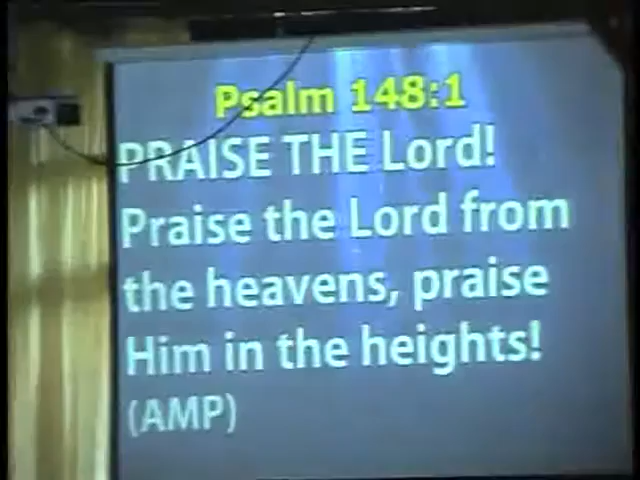 Psalm 148:1
PRAISE THE Lord!
Praise the Lord from
the heavens, praise
Him in the heights!
(AMP)